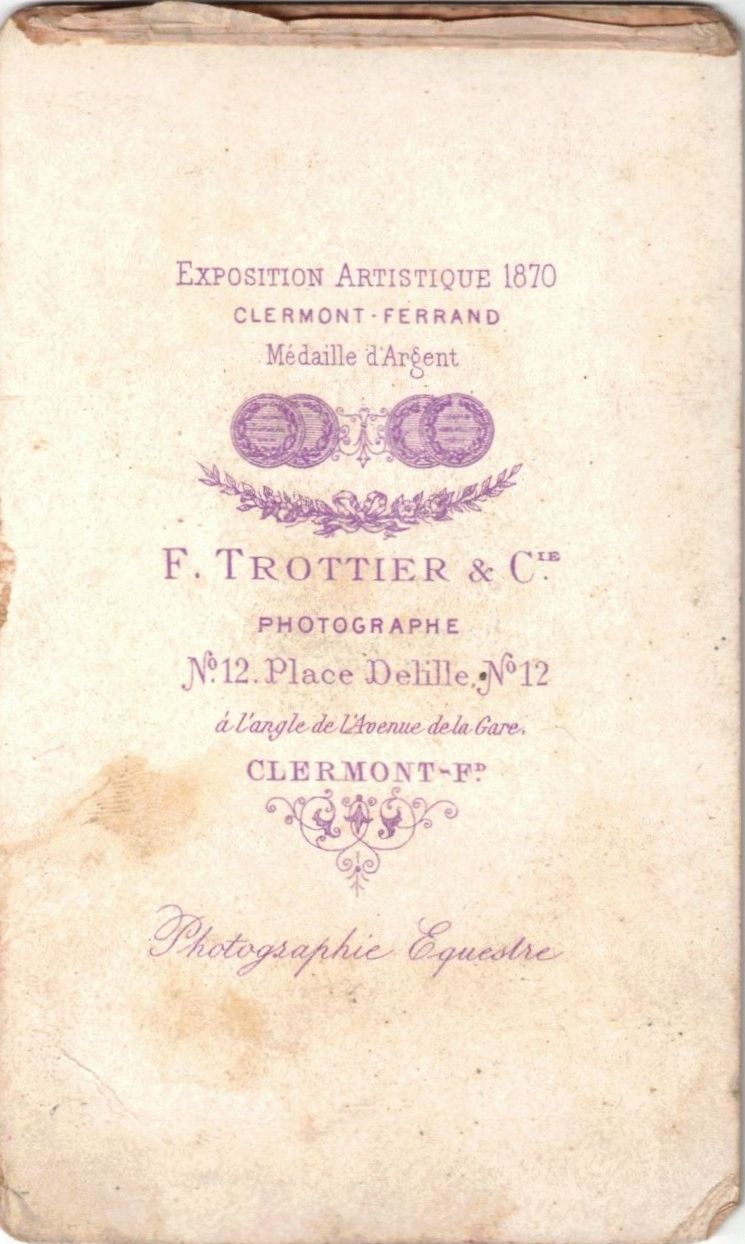 EXPOSITION ARTISTIQUE 1870
CLERMONT-FERRAND
Médaille d'Argent
F. TROTTIER & CIE.
PHOTOGRAPHE
No. 12. Place Delille, No 12
á l'angle de L'Avenue de la Gare.
CLERMONT-FD
Photographie Equestre